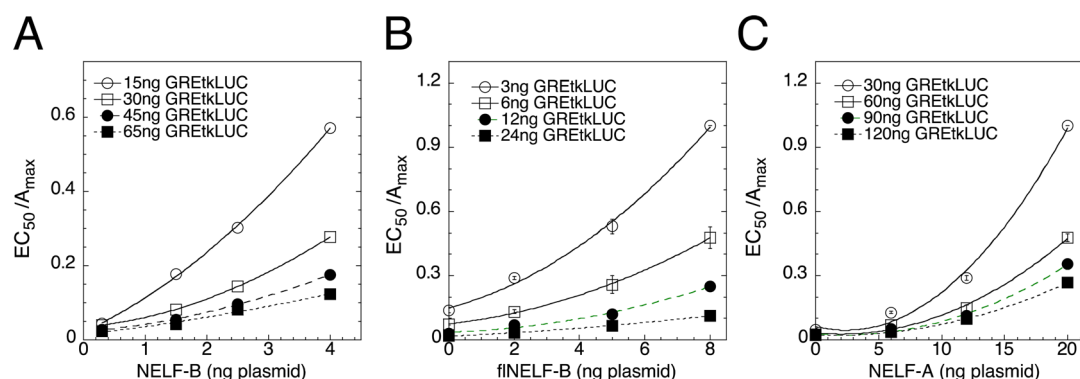 A
EC50/Amax
0.6
0.4
0.2
0
15ng GREtkLUC
30ng GREtkLUC
45ng GREtkLUC
65ng GREtkLUC
0 1 2 3 4
NELF-B (ng plasmid)
B
EC50/Amax
1.2
0.9
0.6
0.3
0
3ng GREtkLUC
6ng GREtkLUC
12ng GREtkLUC
24ng GREtkLUC
0 2 4 6 8
flNELF-B (ng plasmid)
C
EC50/Amax
1.2
0.9
0.6
0.3
0
30ng GREtkLUC
60ng GREtkLUC
90ng GREtkLUC
120ng GREtkLUC
0 5 10 15 20
NELF-A (ng plasmid)